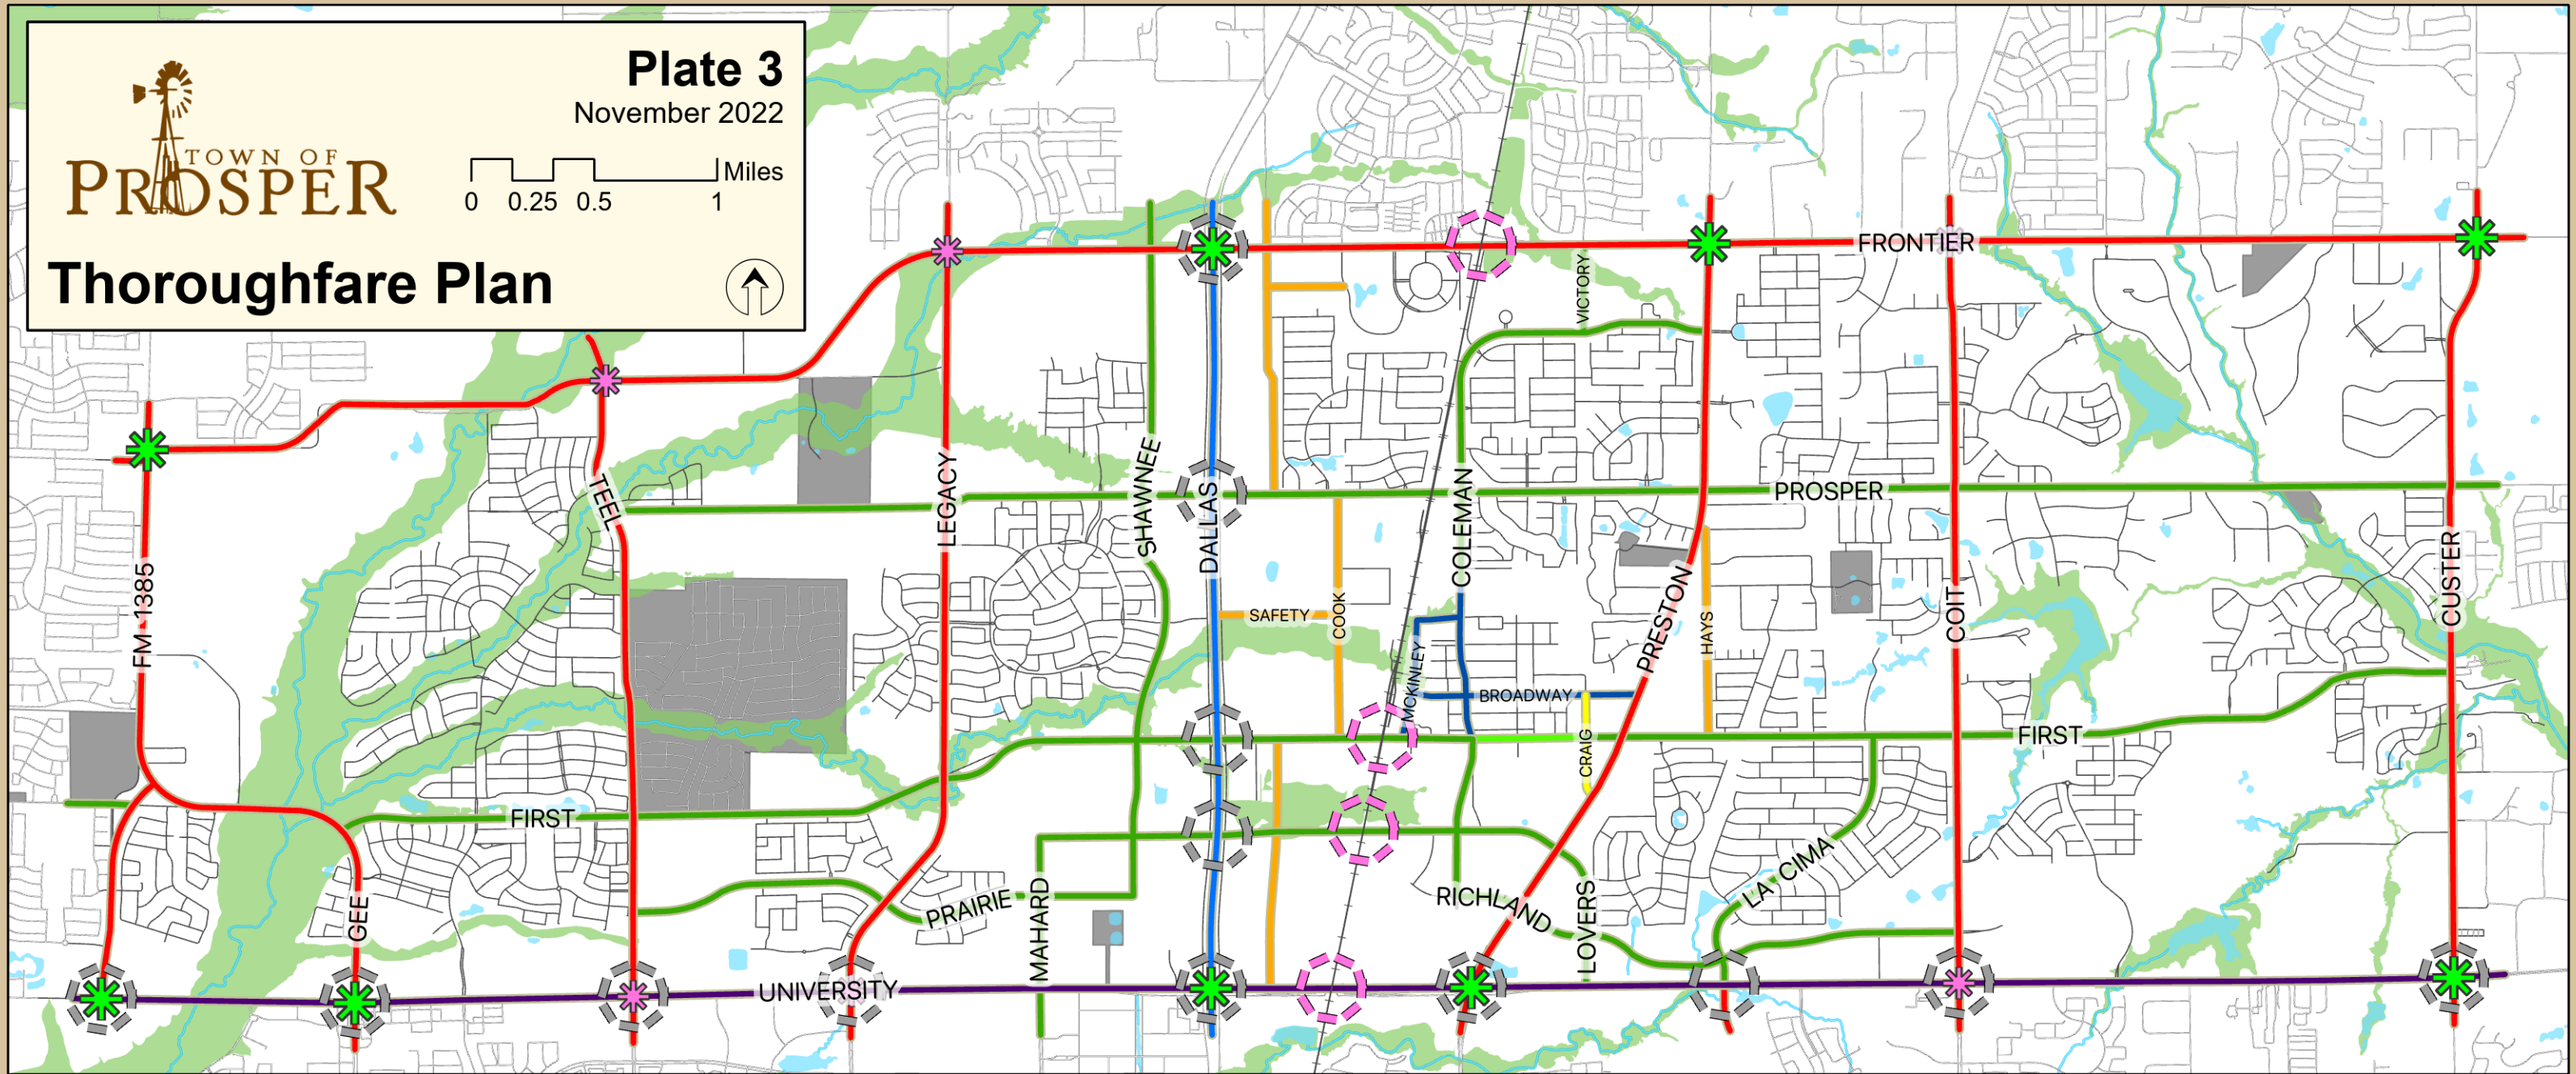 Plate 3
November 2022
TOWN OF
PROSPER
Miles
0 0.25 0.5 1
Thoroughfare Plan
FRONTIER
VICTORY
SHAWNEE
DALLAS
LEGACY
TEEL
COLEMAN
PROSPER
FM 1385
SAFETY
COOK
MCKINLEY
BROADWAY
PRESTON
HAYS
COIT
CUSTER
CRAIG
FIRST
FIRST
GEE
PRAIRIE
MAHARD
RICHLAND
LOVERS
LA CIMA
UNIVERSITY